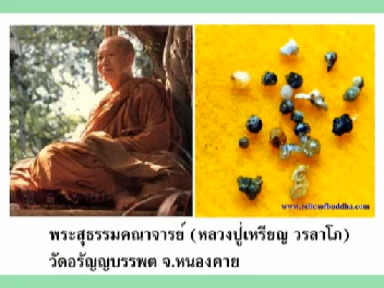 www.relicsofbuddha.com
พระสุธรรมคณาจารย์ (หลวงปู่เหรียญ วรลาโภ)
วัดอรัญญบรรพต จ.หนองคาย